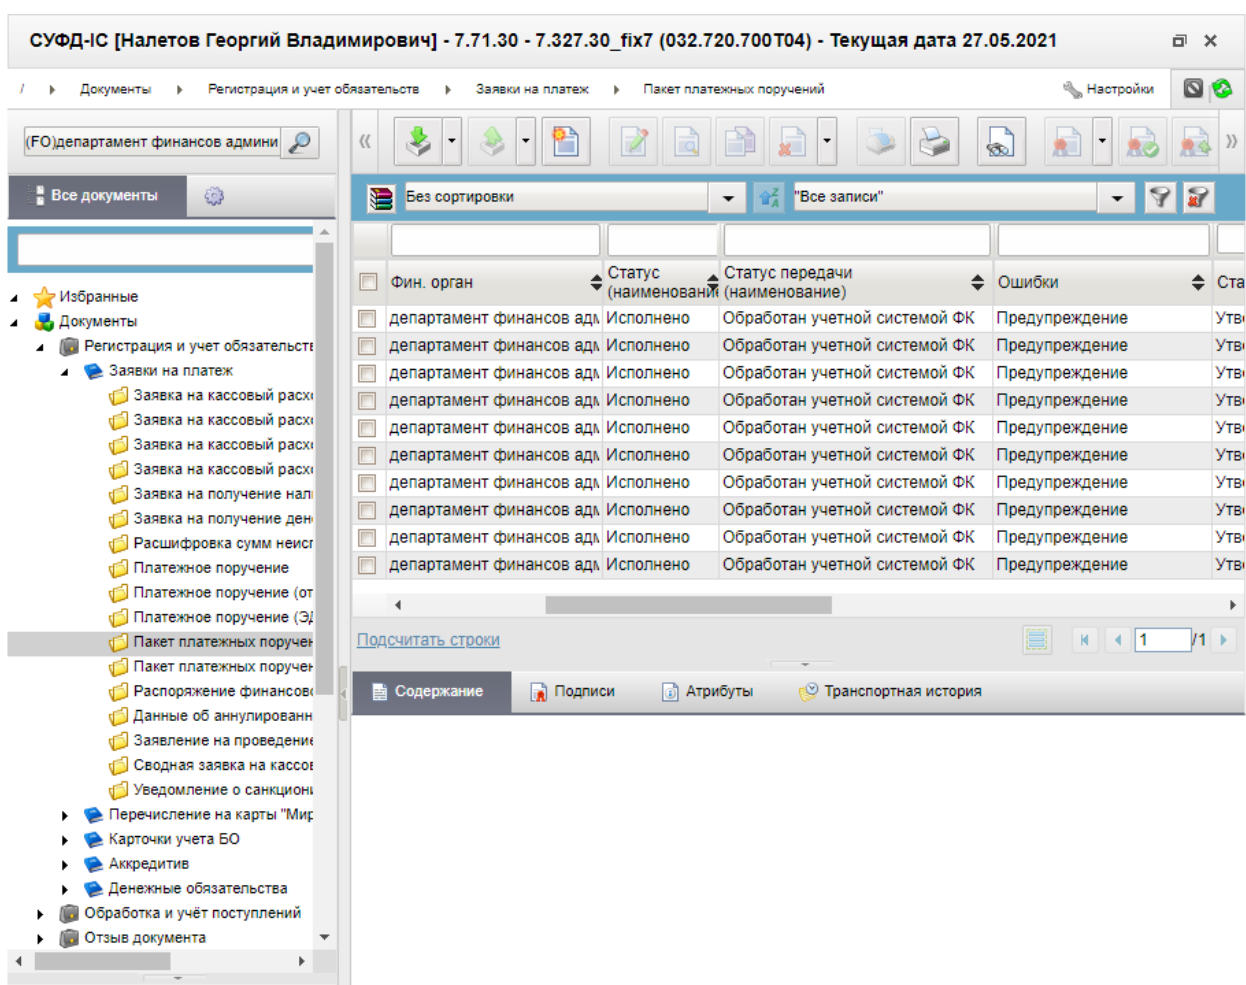 СУФД-IC [Налетов Георгий Владимирович] - 7.71.30 - 7.327.30_fix7 (032.720.700T04) - Текущая дата 27.05.2021
/ Документы Регистрация и учет обязательств Заявки на платеж Пакет платежных поручений Настройки
(FO)департамент финансов админи
Все документы
Без сортировки "Все записи"
Фин. орган Статус (наименование Статус передачи (наименование) Ошибки Ста
департамент финансов адм Исполнено Обработан учетной системой ФК Предупреждение Утв
департамент финансов адм Исполнено Обработан учетной системой ФК Предупреждение Утв
департамент финансов адм Исполнено Обработан учетной системой ФК Предупреждение Утв
департамент финансов адм Исполнено Обработан учетной системой ФК Предупреждение Утв
департамент финансов адм Исполнено Обработан учетной системой ФК Предупреждение Утв
департамент финансов адм Исполнено Обработан учетной системой ФК Предупреждение Утв
департамент финансов адм Исполнено Обработан учетной системой ФК Предупреждение Утв
департамент финансов адм Исполнено Обработан учетной системой ФК Предупреждение Утв
департамент финансов адм Исполнено Обработан учетной системой ФК Предупреждение Утв
департамент финансов адм Исполнено Обработан учетной системой ФК Предупреждение Утв
Подсчитать строки 1 /1
Содержание Подписи Атрибуты Транспортная история
Избранные
Документы
Регистрация и учет обязательств
Заявки на платеж
Заявка на кассовый расх
Заявка на кассовый расх
Заявка на кассовый расх
Заявка на кассовый расх
Заявка на получение нал
Заявка на получение ден
Расшифровка сумм неисп
Платежное поручение
Платежное поручение (от
Платежное поручение (ЭД
Пакет платежных поручен
Пакет платежных поручен
Распоряжение финансово
Данные об аннулированн
Заявление на проведение
Сводная заявка на кассов
Уведомление о санкциони
Перечисление на карты "Мир
Карточки учета БО
Аккредитив
Денежные обязательства
Обработка и учёт поступлений
Отзыв документа